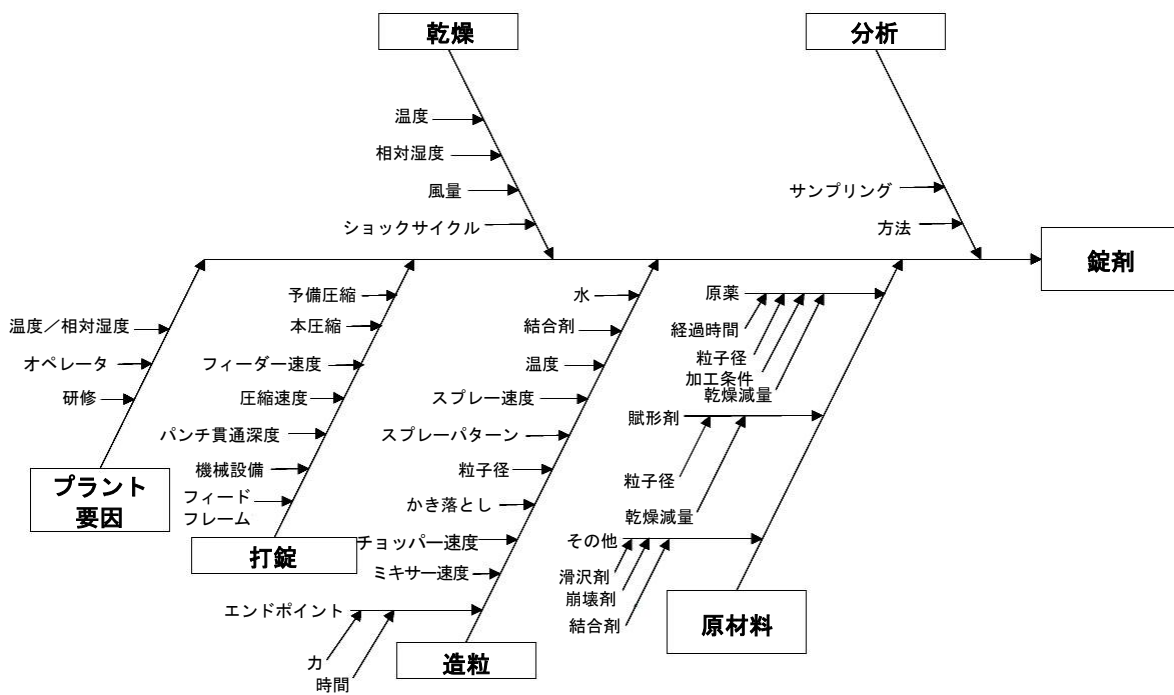 乾燥
分析
温度
相対湿度
風量
ショックサイクル
サンプリング
方法
錠剤
温度／相対湿度
オペレータ
研修
プラント
要因
予備圧縮
本圧縮
フィーダー速度
圧縮速度
パンチ貫通深度
機械設備
フィード
フレーム
打錠
水
結合剤
温度
スプレー速度
スプレーパターン
粒子径
かき落とし
チョッパー速度
ミキサー速度
エンドポイント
力
時間
造粒
原薬
経過時間
粒子径
加工条件
乾燥減量
賦形剤
粒子径
乾燥減量
その他
滑沢剤
崩壊剤
結合剤
原材料